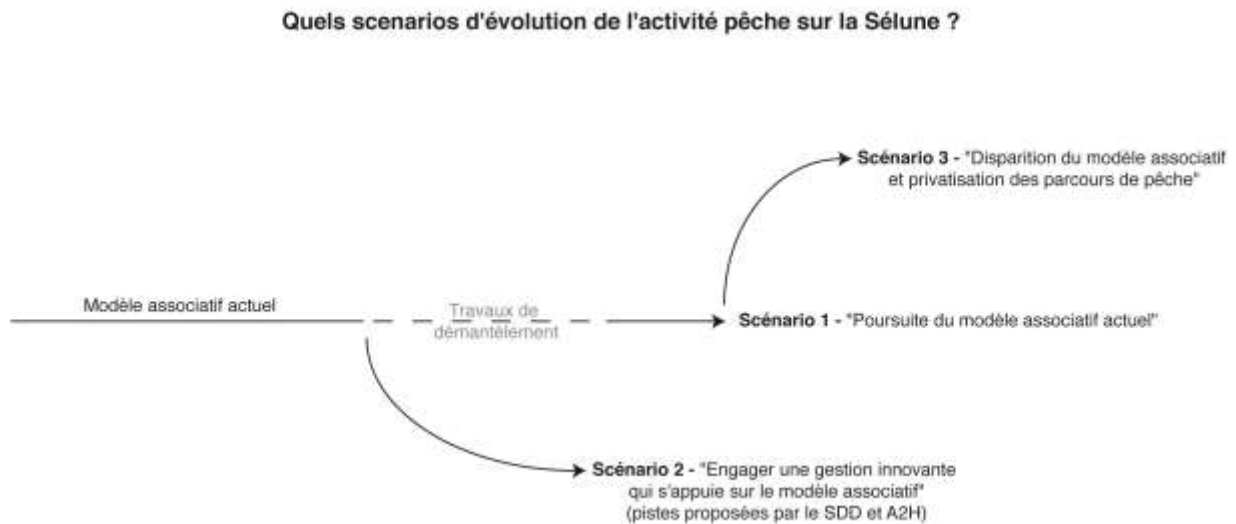 Quels scenarios d'évolution de l'activité pêche sur la Sélune ?
Scénario 3 - "Disparition du modèle associatif
et privatisation des parcours de pêche"
Modèle associatif actuel
Travaux de
démantèlement
Scénario 1 - "Poursuite du modèle associatif actuel"
Scénario 2 - "Engager une gestion innovante
qui s'appuie sur le modèle associatif"
(pistes proposées par le SDD et A2H)